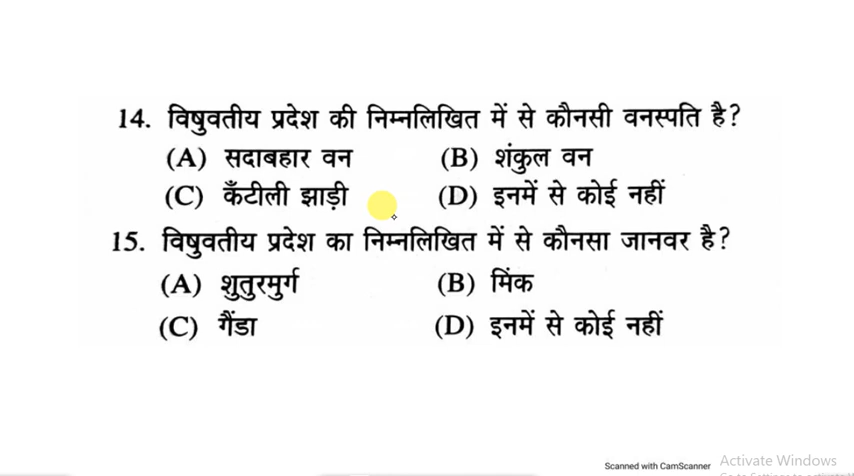 14. विषुवतीय प्रदेश की निम्नलिखित में से कौनसी वनस्पति है?
(A) सदाबहार वन (B) शंकुल वन
(C) कँटीली झाड़ी (D) इनमें से कोई नहीं
15. विषुवतीय प्रदेश का निम्नलिखित में से कौनसा जानवर है?
(A) शुतुरमुर्ग (B) मिंक
(C) गैंडा (D) इनमें से कोई नहीं
Scanned with CamScanner
Activate Windows